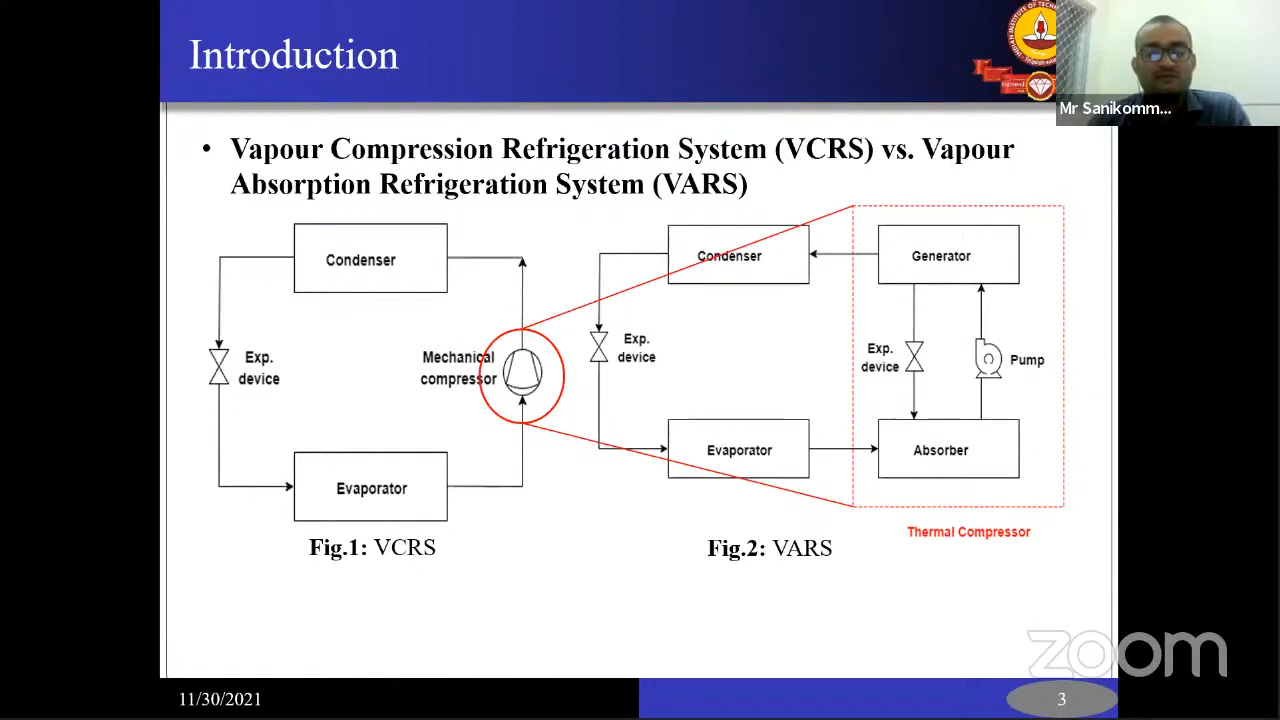 Introduction
Mr Sanikomm...
• Vapour Compression Refrigeration System (VCRS) vs. Vapour
Absorption Refrigeration System (VARS)
Condenser
Exp.
device
Mechanical
compressor
Evaporator
Fig.1: VCRS
Condenser
Generator
Exp.
device
Exp.
device
Pump
Evaporator
Absorber
Thermal Compressor
Fig.2: VARS
zoom
11/30/2021
3